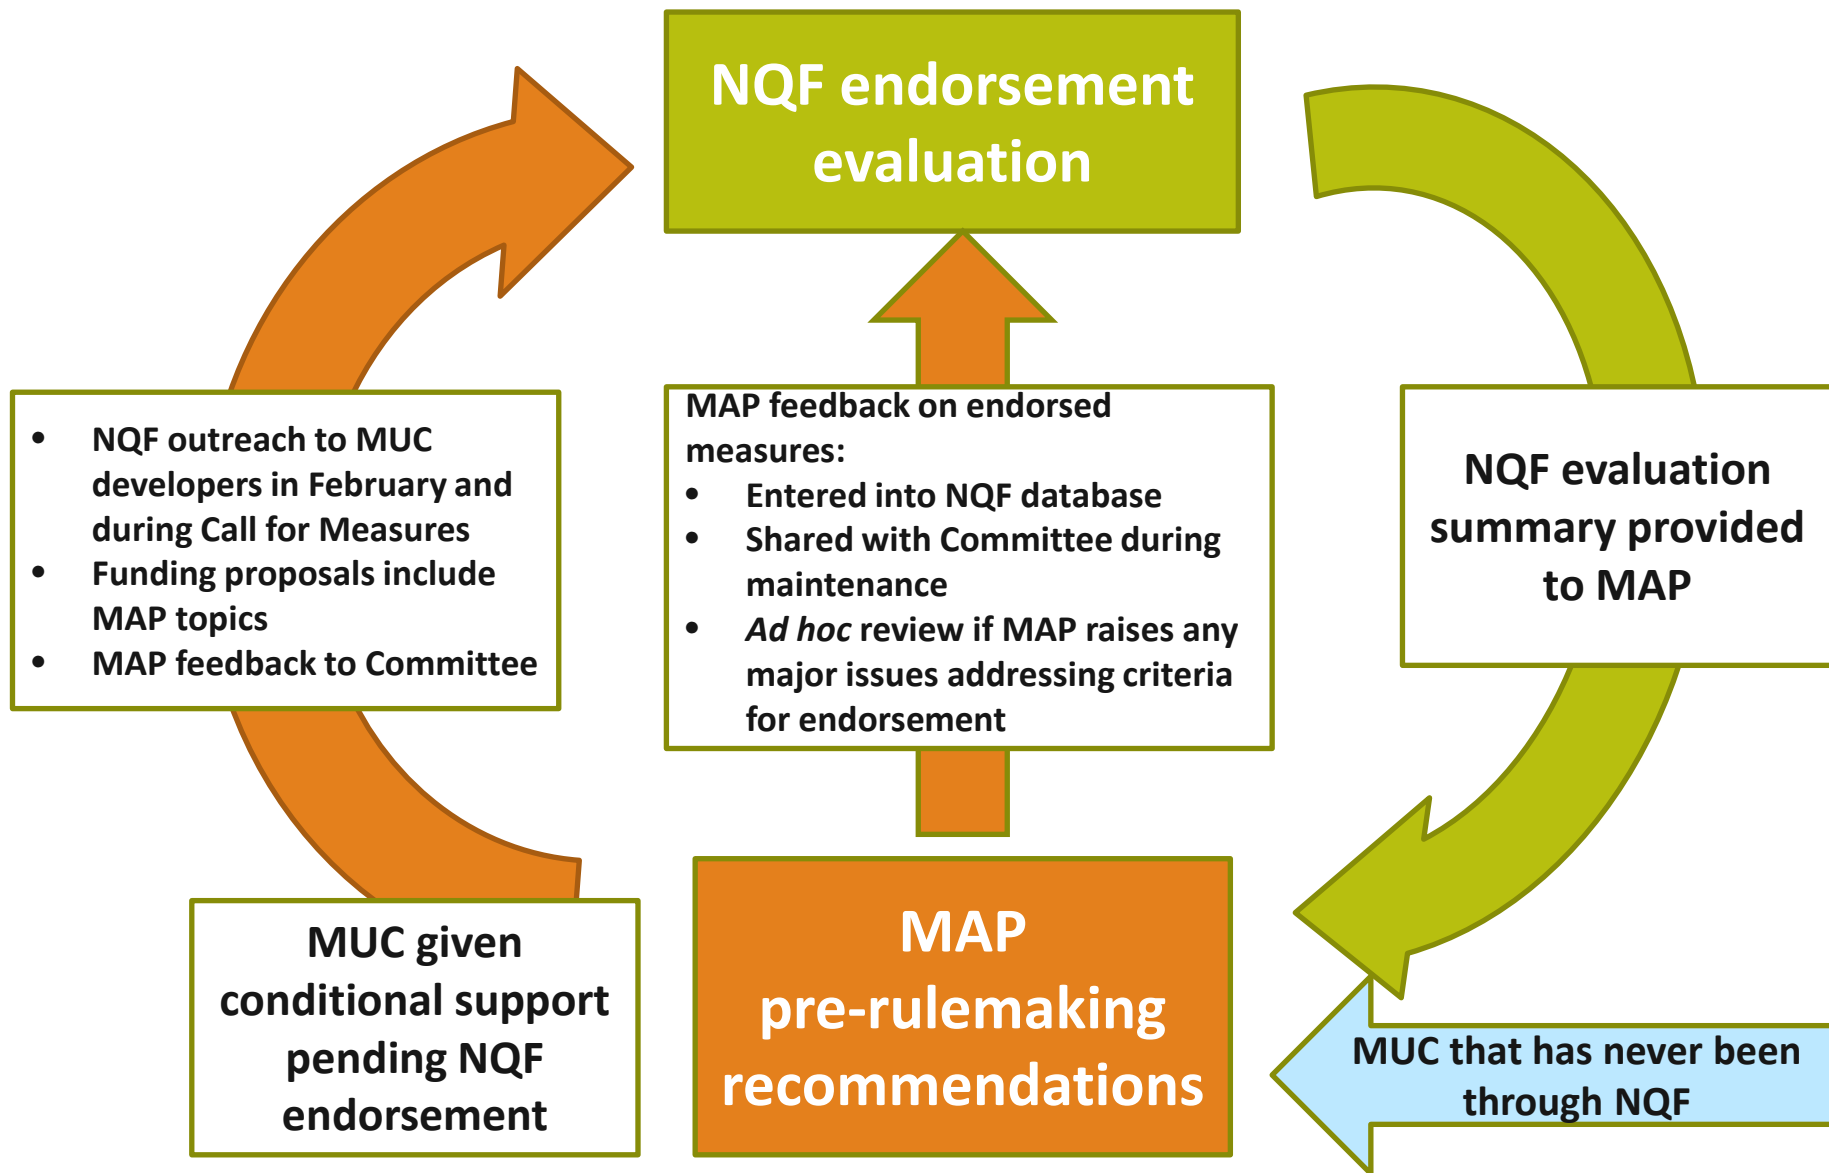 NQF endorsement
evaluation
• NQF outreach to MUC
developers in February and
during Call for Measures
• Funding proposals include
MAP topics
• MAP feedback to Committee
MAP feedback on endorsed
measures:
• Entered into NQF database
• Shared with Committee during
maintenance
• Ad hoc review if MAP raises any
major issues addressing criteria
for endorsement
NQF evaluation
summary provided
to MAP
MUC given
conditional support
pending NQF
endorsement
MAP
pre-rulemaking
recommendations
MUC that has never been
through NQF